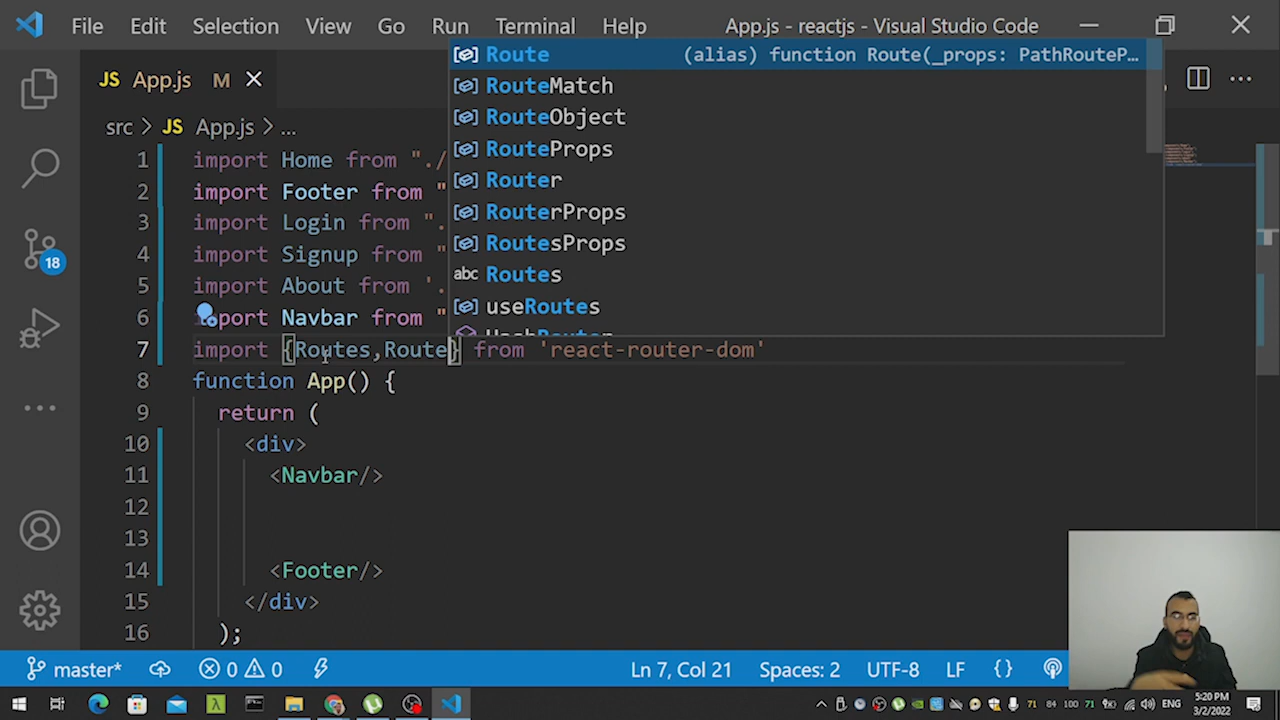 File Edit Selection View Go Run Terminal Help App.js - reactjs - Visual Studio Code
JS App.js M
src > JS App.js > ...
Route (alias) function Route(_props: PathRouteP…
RouteMatch
RouteObject
RouteProps
Router
RouterProps
RoutesProps
abc Routes
useRoutes
1 import Home from "./
2 import Footer from "
3 import Login from ".
4 import Signup from "
5 import About from '.
6 import Navbar from "
7 import {Routes,Route} from 'react-router-dom'
8 function App() {
9 return (
10 <div>
11 <Navbar/>
12
13
14 <Footer/>
15 </div>
16 );
18
master* 0 0 Ln 7, Col 21 Spaces: 2 UTF-8 LF {}
71 84 100 71 ENG 5:20 PM
3/2/2022